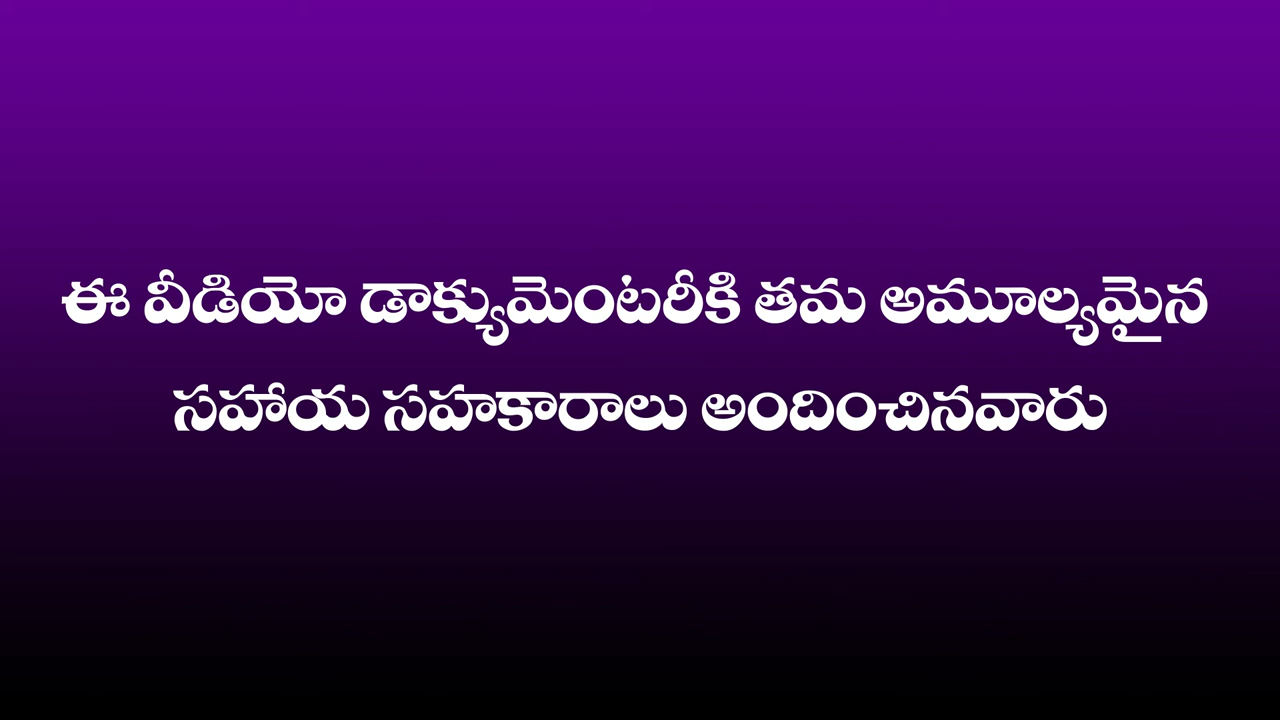 ఈ వీడియో డాక్యుమెంటరీకి తమ అమూల్యమైన
సహాయ సహకారాలు అందించినవారు